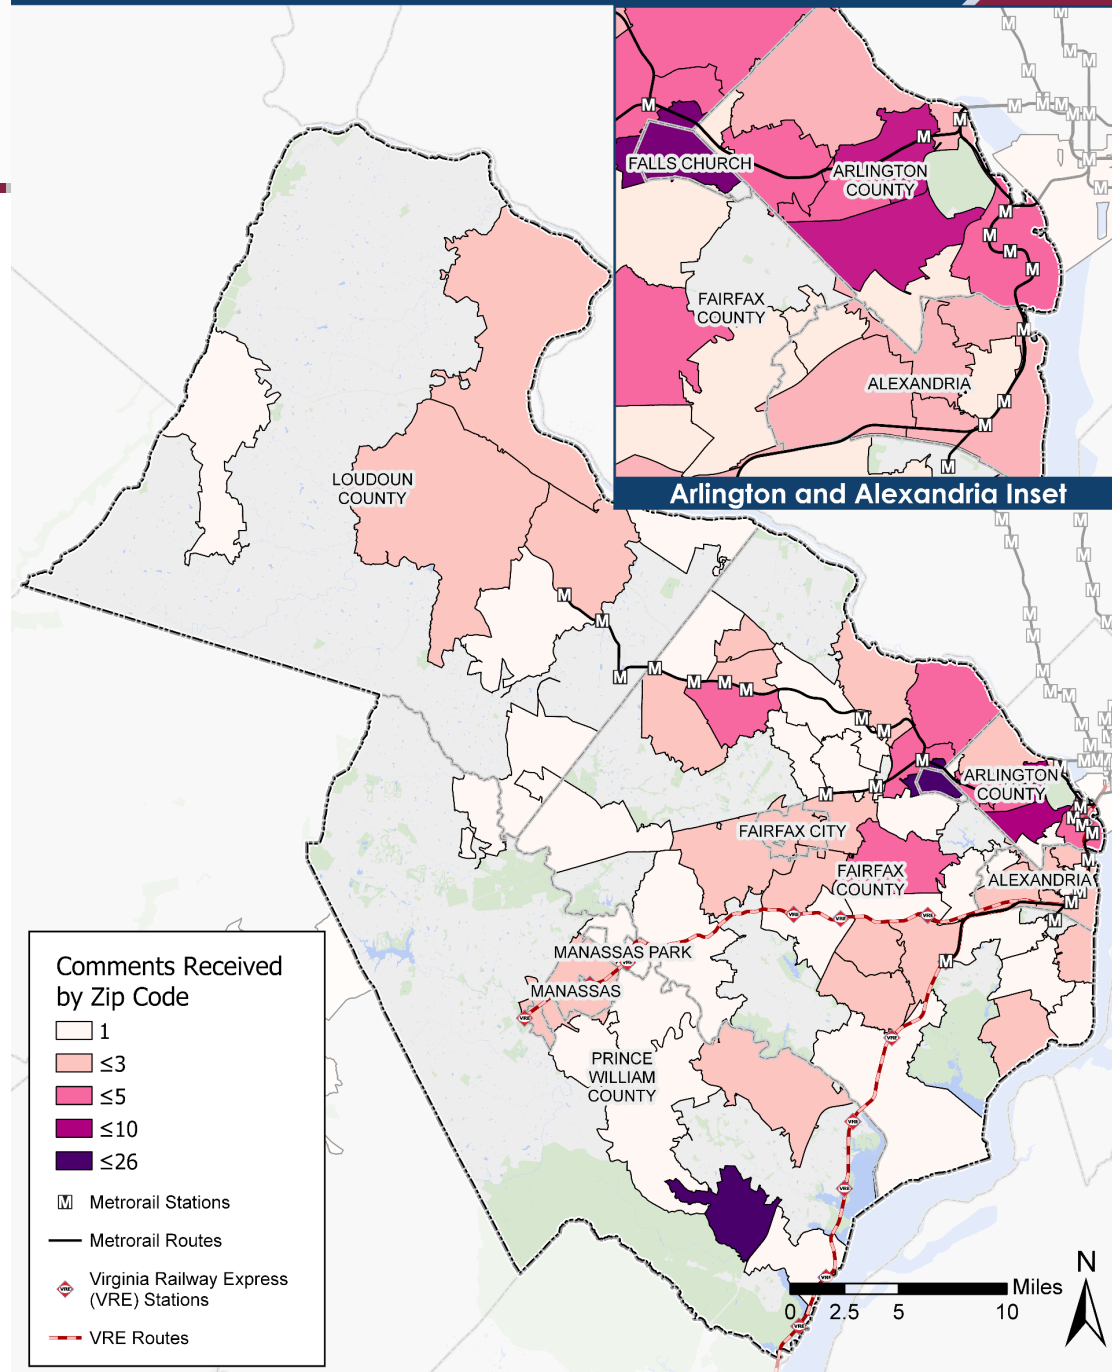 FALLS CHURCH
ARLINGTON
COUNTY
FAIRFAX
COUNTY
ALEXANDRIA
Arlington and Alexandria Inset
LOUDOUN
COUNTY
ARLINGTON
COUNTY
FAIRFAX CITY
FAIRFAX
COUNTY
ALEXANDRIA
MANASSAS PARK
MANASSAS
PRINCE
WILLIAM
COUNTY
Comments Received
by Zip Code
1
≤3
≤5
≤10
≤26
M Metrorail Stations
Metrorail Routes
VRE Virginia Railway Express
(VRE) Stations
VRE Routes
N
Miles
0 2.5 5 10